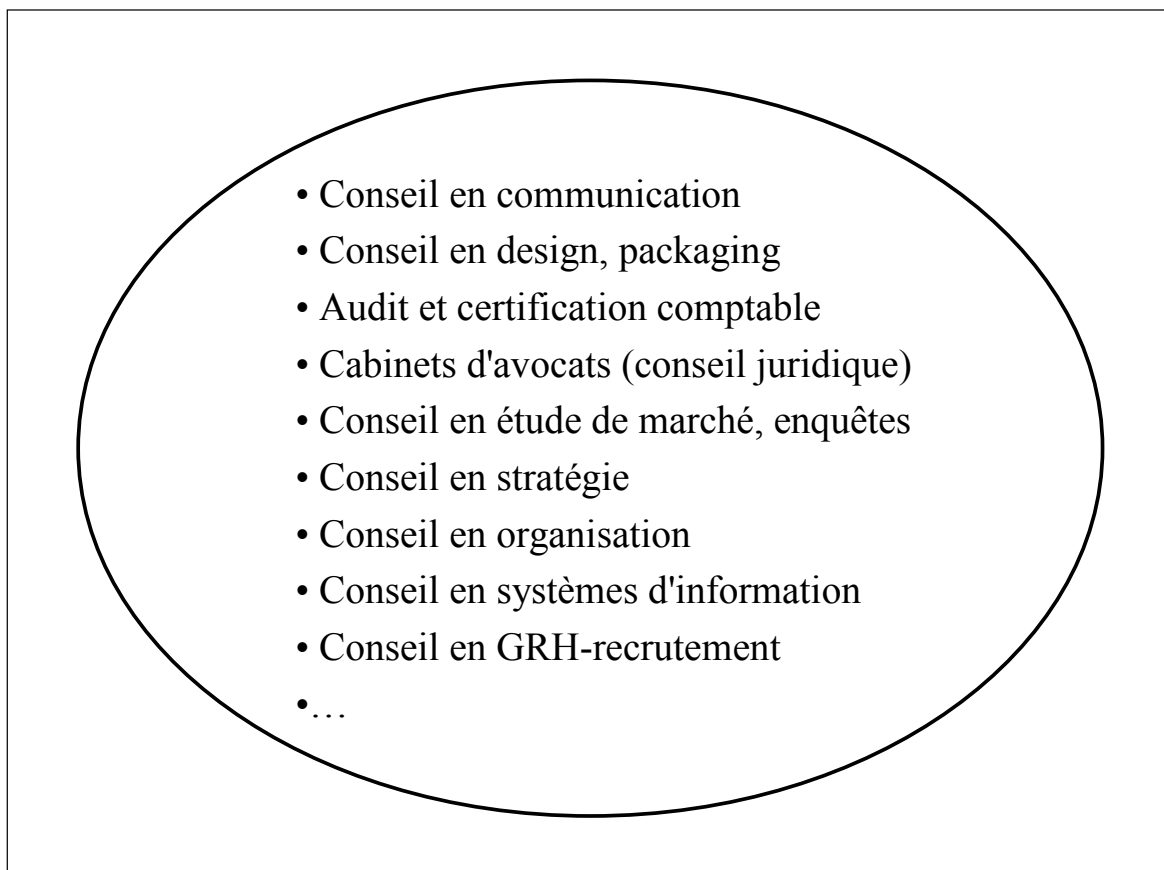 • Conseil en communication
• Conseil en design, packaging
• Audit et certification comptable
• Cabinets d'avocats (conseil juridique)
• Conseil en étude de marché, enquêtes
• Conseil en stratégie
• Conseil en organisation
• Conseil en systèmes d'information
• Conseil en GRH-recrutement
•…